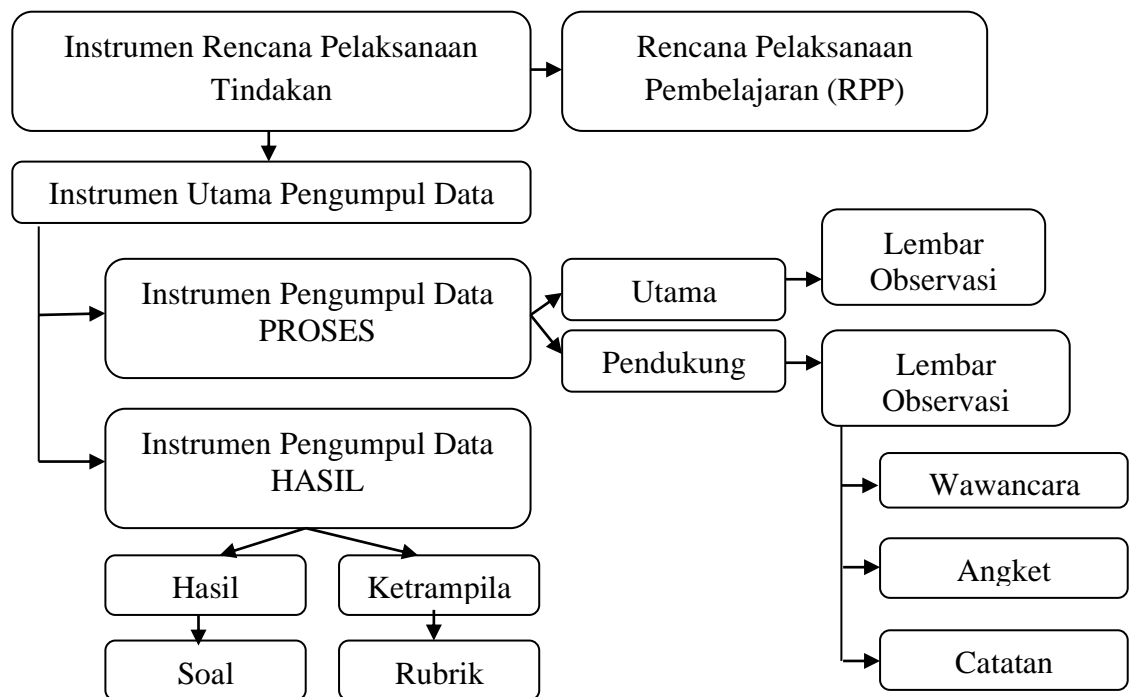 Instrumen Rencana Pelaksanaan
Tindakan
Rencana Pelaksanaan
Pembelajaran (RPP)
Instrumen Utama Pengumpul Data
Instrumen Pengumpul Data
PROSES
Utama
Lembar
Observasi
Pendukung
Lembar
Observasi
Instrumen Pengumpul Data
HASIL
Wawancara
Angket
Catatan
Hasil
Ketrampila
Soal
Rubrik